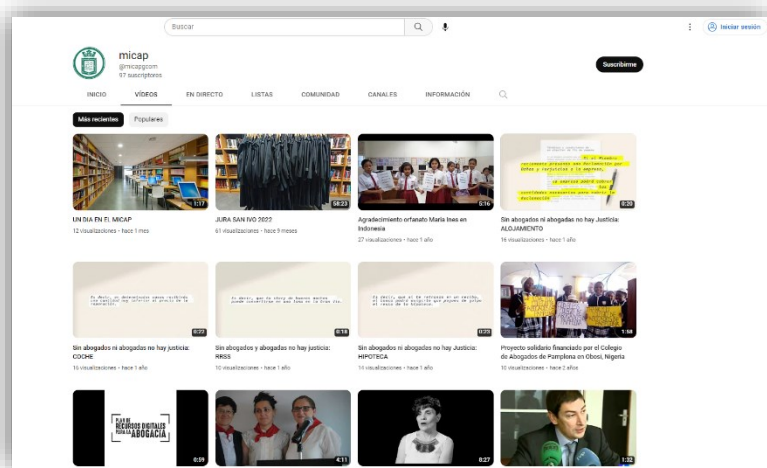 Buscar
Iniciar sesión
micap
@micapgcom
97 suscriptores
Suscribirme
INICIO VÍDEOS EN DIRECTO LISTAS COMUNIDAD CANALES INFORMACIÓN
Más recientes Populares
1:17
58:23
5:16
0:20
UN DIA EN EL MICAP
12 visualizaciones • hace 1 mes
JURA SAN IVO 2022
61 visualizaciones • hace 9 meses
Agradecimiento orfanato Maria Ines en
Indonesia
27 visualizaciones • hace 1 año
Sin abogados ni abogadas no hay Justicia:
ALOJAMIENTO
16 visualizaciones • hace 1 año
0:22
0:18
0:23
1:58
Sin abogados ni abogadas no hay justicia:
COCHE
Sin abogados y abogadas no hay justicia:
RRSS
10 visualizaciones • hace 1 año
Sin abogados ni abogadas no hay Justicia:
HIPOTECA
14 visualizaciones • hace 1 año
Proyecto solidario financiado por el Colegio
de Abogados de Pamplona en Obosi, Nigeria
10 visualizaciones • hace 2 años
PLAN DE
RECURSOS DIGITALES
PARA LA ABOGACÍA
0:59
4:11
8:27
1:32